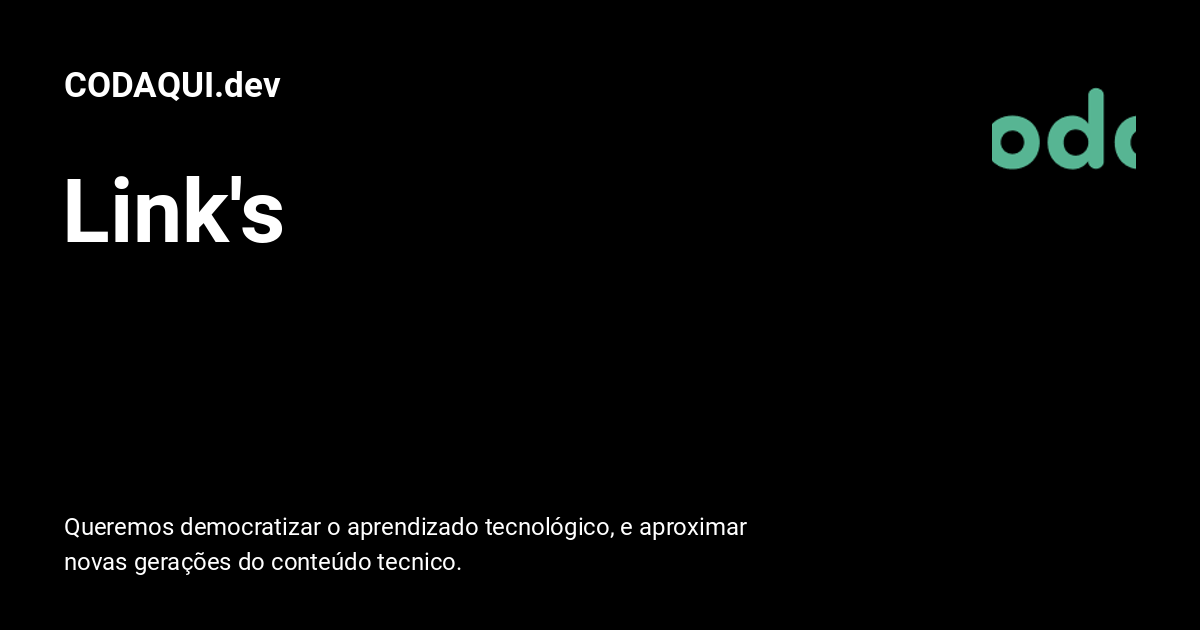 CODAQUI.dev
Link's
Queremos democratizar o aprendizado tecnológico, e aproximar
novas gerações do conteúdo tecnico.